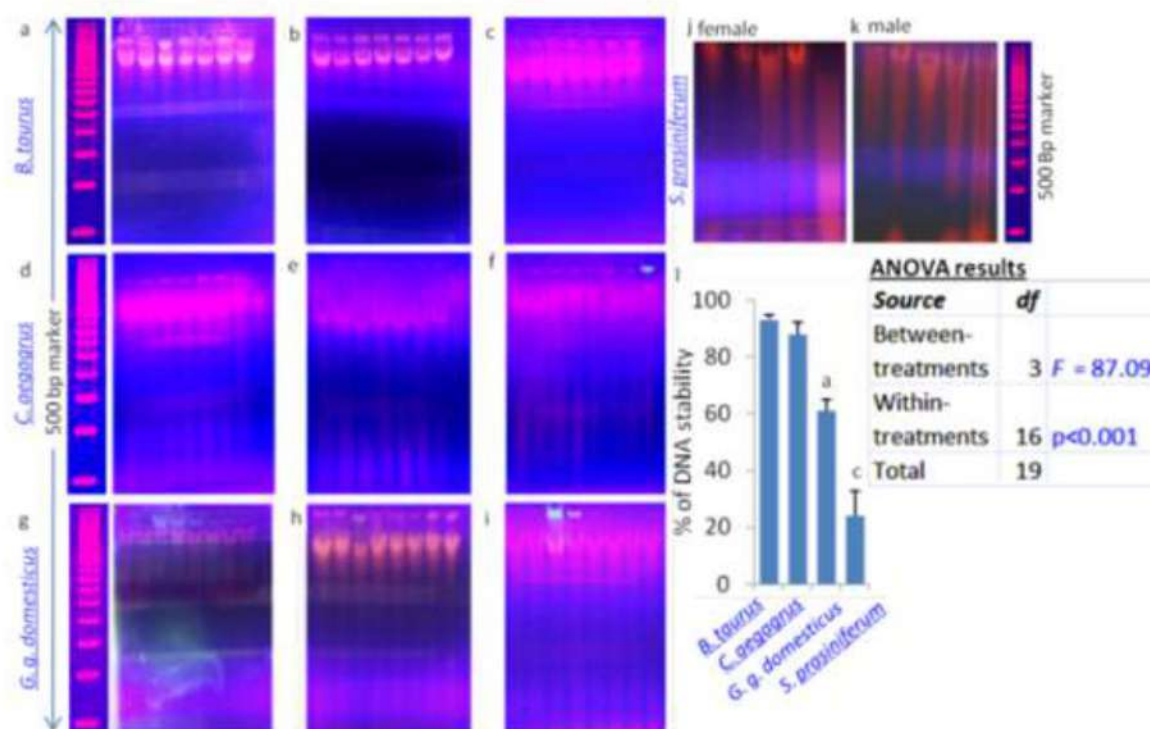 a
b
c
j female
k male
B. taurus
S. prasiniferum
500 Bp marker
d
e
f
C. aegagrus
500 bp marker
g
h
i
G. g. domesticus
l
% of DNA stability
100
80
60
40
20
0
a
c
B. taurus
C. aegagrus
G. g. domesticus
S. prasiniferum
ANOVA results
Source df
Between-
treatments 3 F = 87.09
Within-
treatments 16 p<0.001
Total 19